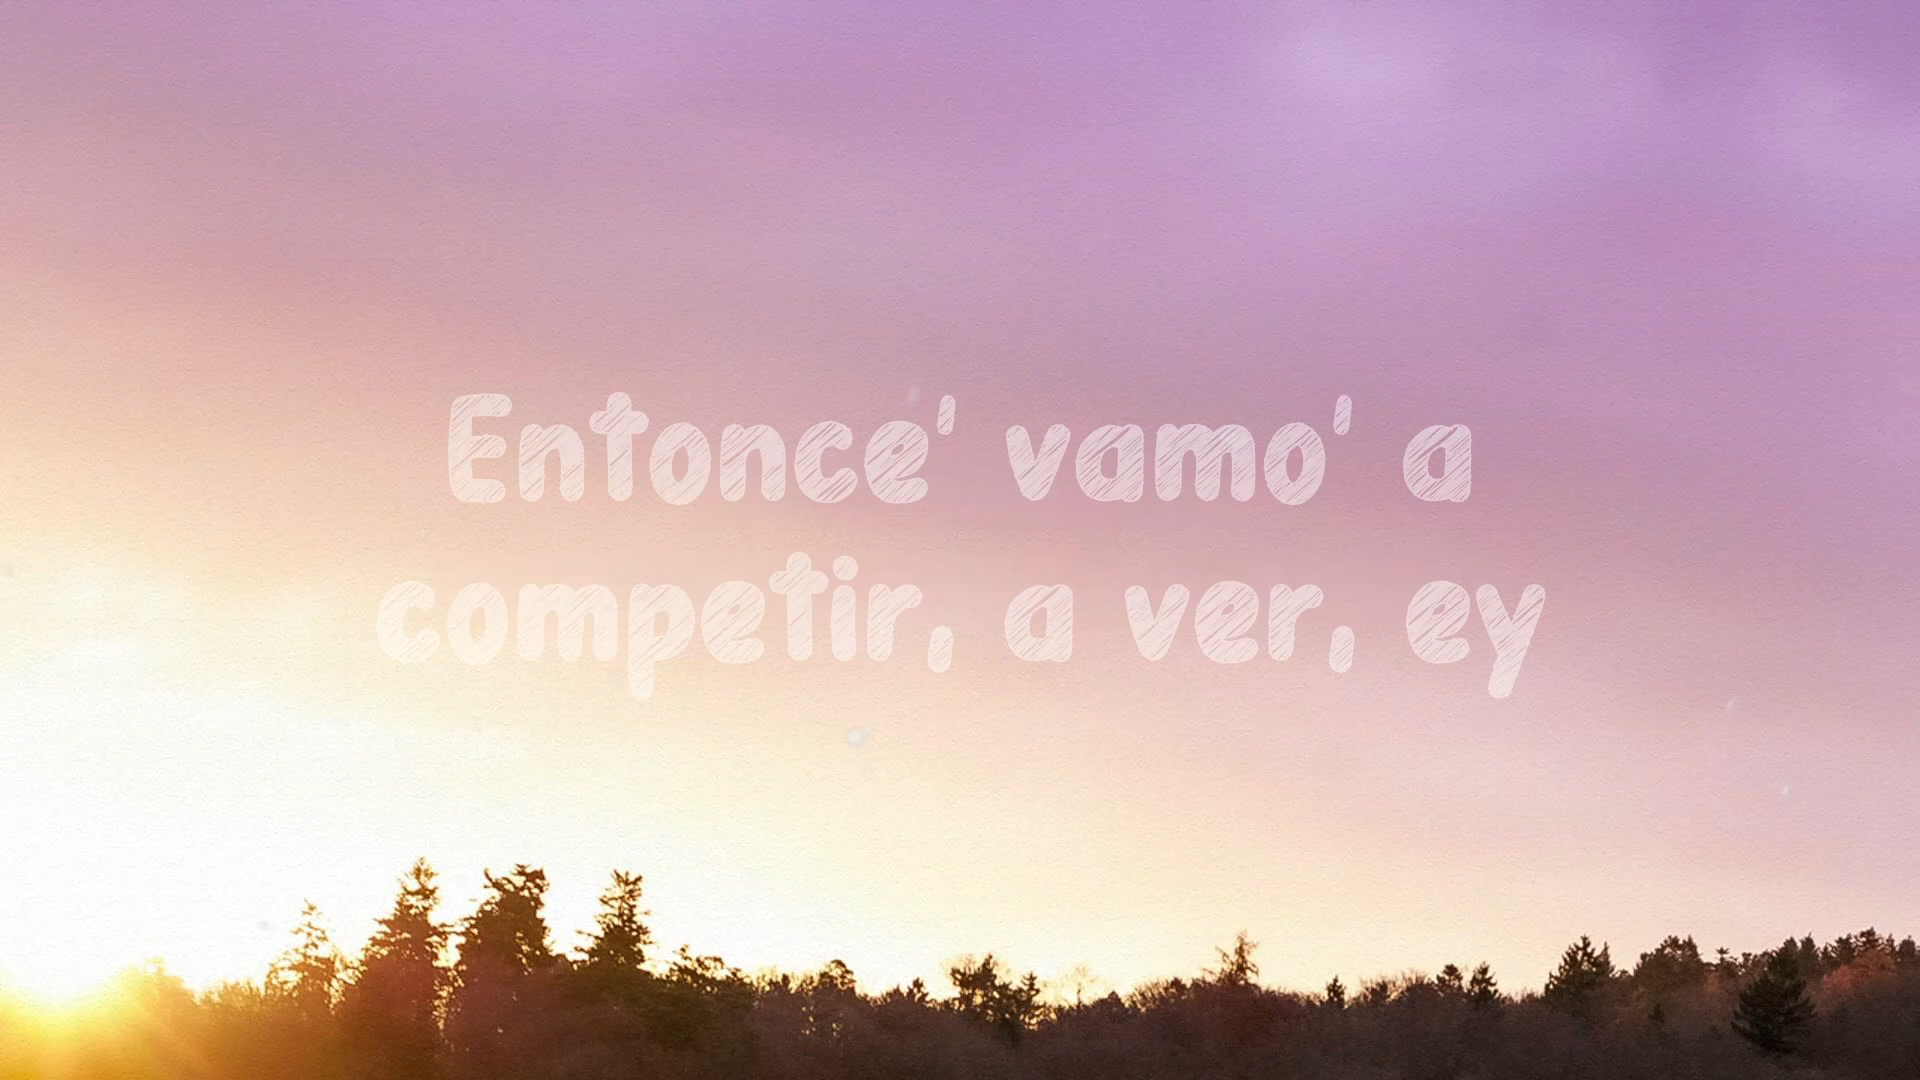 Entonce' vamo' a
competir, a ver, ey